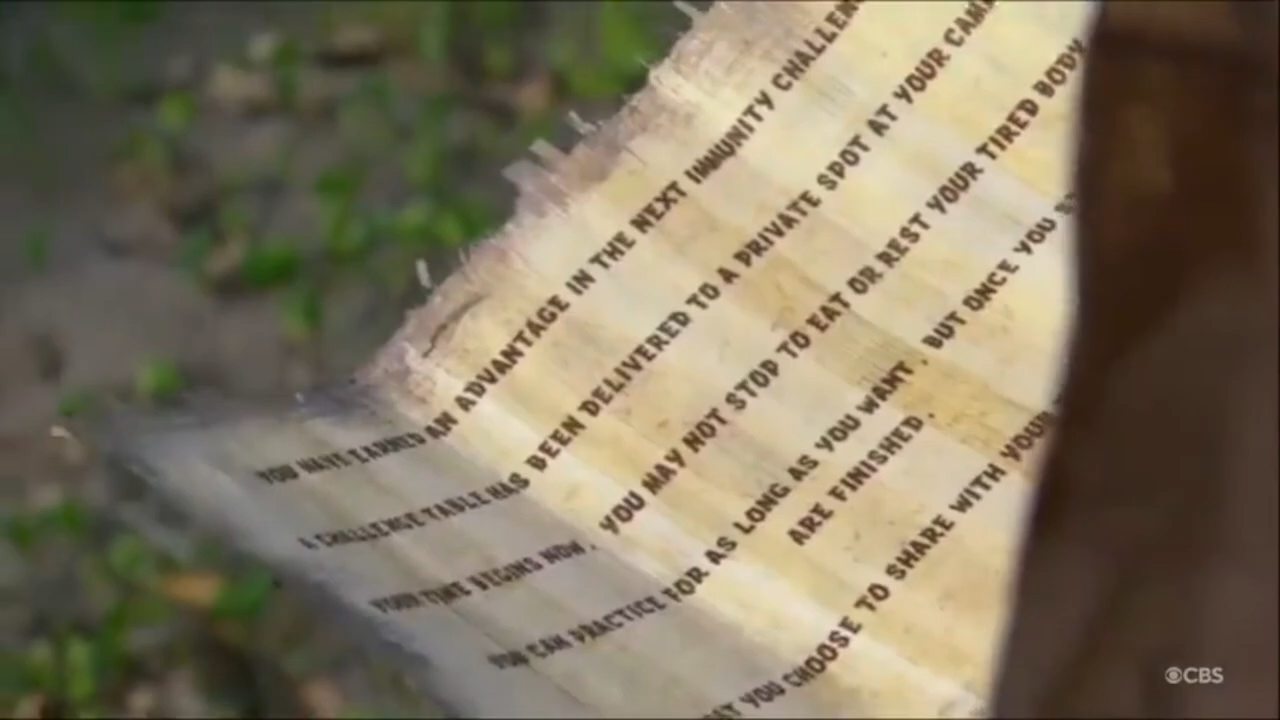 YOU HAVE EARNED AN ADVANTAGE IN THE NEXT IMMUNITY CHALLEN
A CHALLENGE TABLE HAS BEEN DELIVERED TO A PRIVATE SPOT AT YOUR CAM
YOUR TIME BEGINS NOW. YOU MAY NOT STOP TO EAT OR REST YOUR TIRED BODY
YOU CAN PRACTICE FOR AS LONG AS YOU WANT. BUT ONCE YOU
ARE FINISHED.
YOU CHOOSE TO SHARE WITH YOUR
©CBS